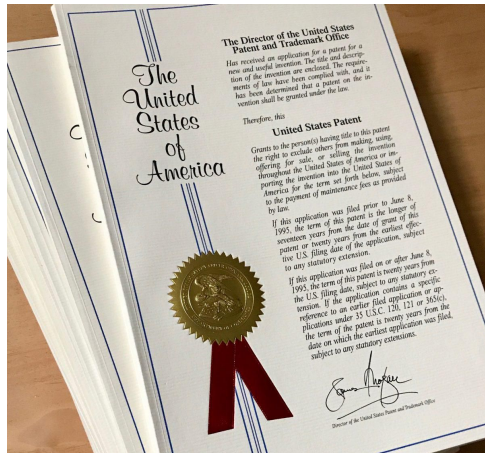 The
United
States
of
America
The Director of the United States
Patent and Trademark Office
Has received an application for a patent for a
new and useful invention. The title and descrip-
tion of the invention are enclosed. The require-
ments of law have been complied with, and it
has been determined that a patent on the in-
vention shall be granted under the law.
Therefore, this
United States Patent
Grants to the person(s) having title to this patent
the right to exclude others from making, using,
offering for sale, or selling the invention
throughout the United States of America or im-
porting the invention into the United States of
America for the term set forth below, subject
to the payment of maintenance fees as provided
by law.
If this application was filed prior to June 8,
1995, the term of this patent is the longer of
seventeen years from the date of grant of this
patent or twenty years from the earliest effec-
tive U.S. filing date of the application, subject
to any statutory extension.
If this application was filed on or after June 8,
1995, the term of this patent is twenty years from
the U.S. filing date, subject to any statutory ex-
tension. If the application contains a specific
reference to an earlier filed application or ap-
plications under 35 U.S.C. 120, 121 or 365(c),
the term of the patent is twenty years from the
date on which the earliest application was filed,
subject to any statutory extensions.
Director of the United States Patent and Trademark Office